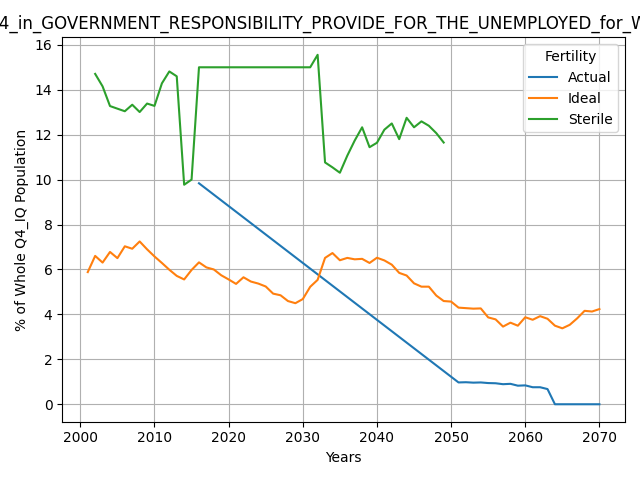 4_in_GOVERNMENT_RESPONSIBILITY_PROVIDE_FOR_THE_UNEMPLOYED_for_W
Fertility
Actual
Ideal
Sterile
% of Whole Q4_IQ Population
16
14
12
10
8
6
4
2
0
2000 2010 2020 2030 2040 2050 2060 2070
Years